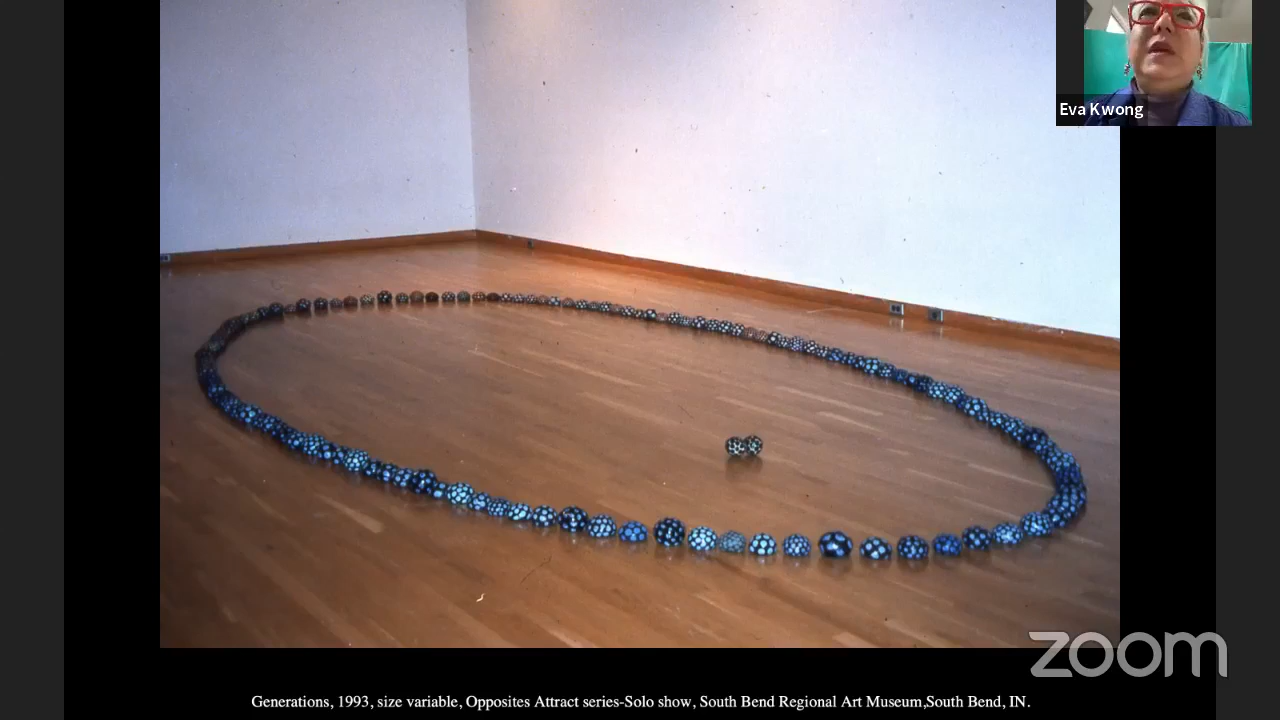 Eva Kwong
zoom
Generations, 1993, size variable, Opposites Attract series-Solo show, South Bend Regional Art Museum,South Bend, IN.